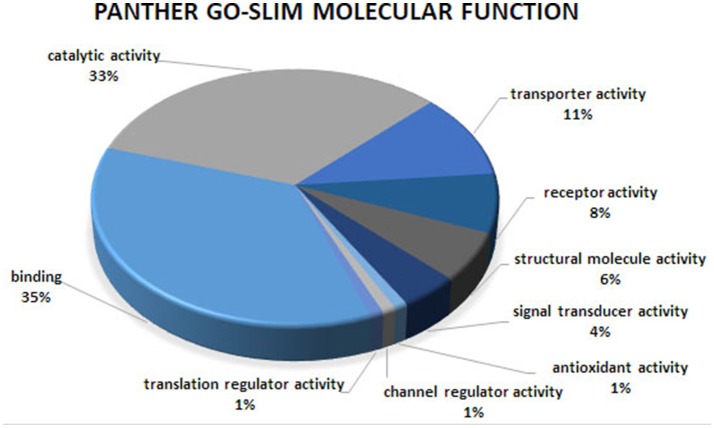 PANTHER GO-SLIM MOLECULAR FUNCTION
catalytic activity
33%
transporter activity
11%
receptor activity
8%
structural molecule activity
6%
signal transducer activity
4%
antioxidant activity
1%
channel regulator activity
1%
translation regulator activity
1%
binding
35%